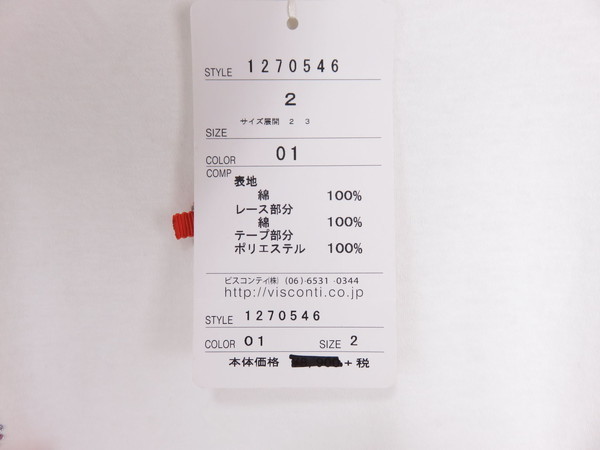 STYLE 1270546
2
サイズ展開 2 3
SIZE
COLOR 01
COMP 表地
綿 100%
レース部分
綿 100%
テープ部分
ポリエステル 100%
ビスコンティ㈱ (06)-6531-0344
http://visconti.co.jp
STYLE 1270546
COLOR 01 SIZE 2
本体価格 +税